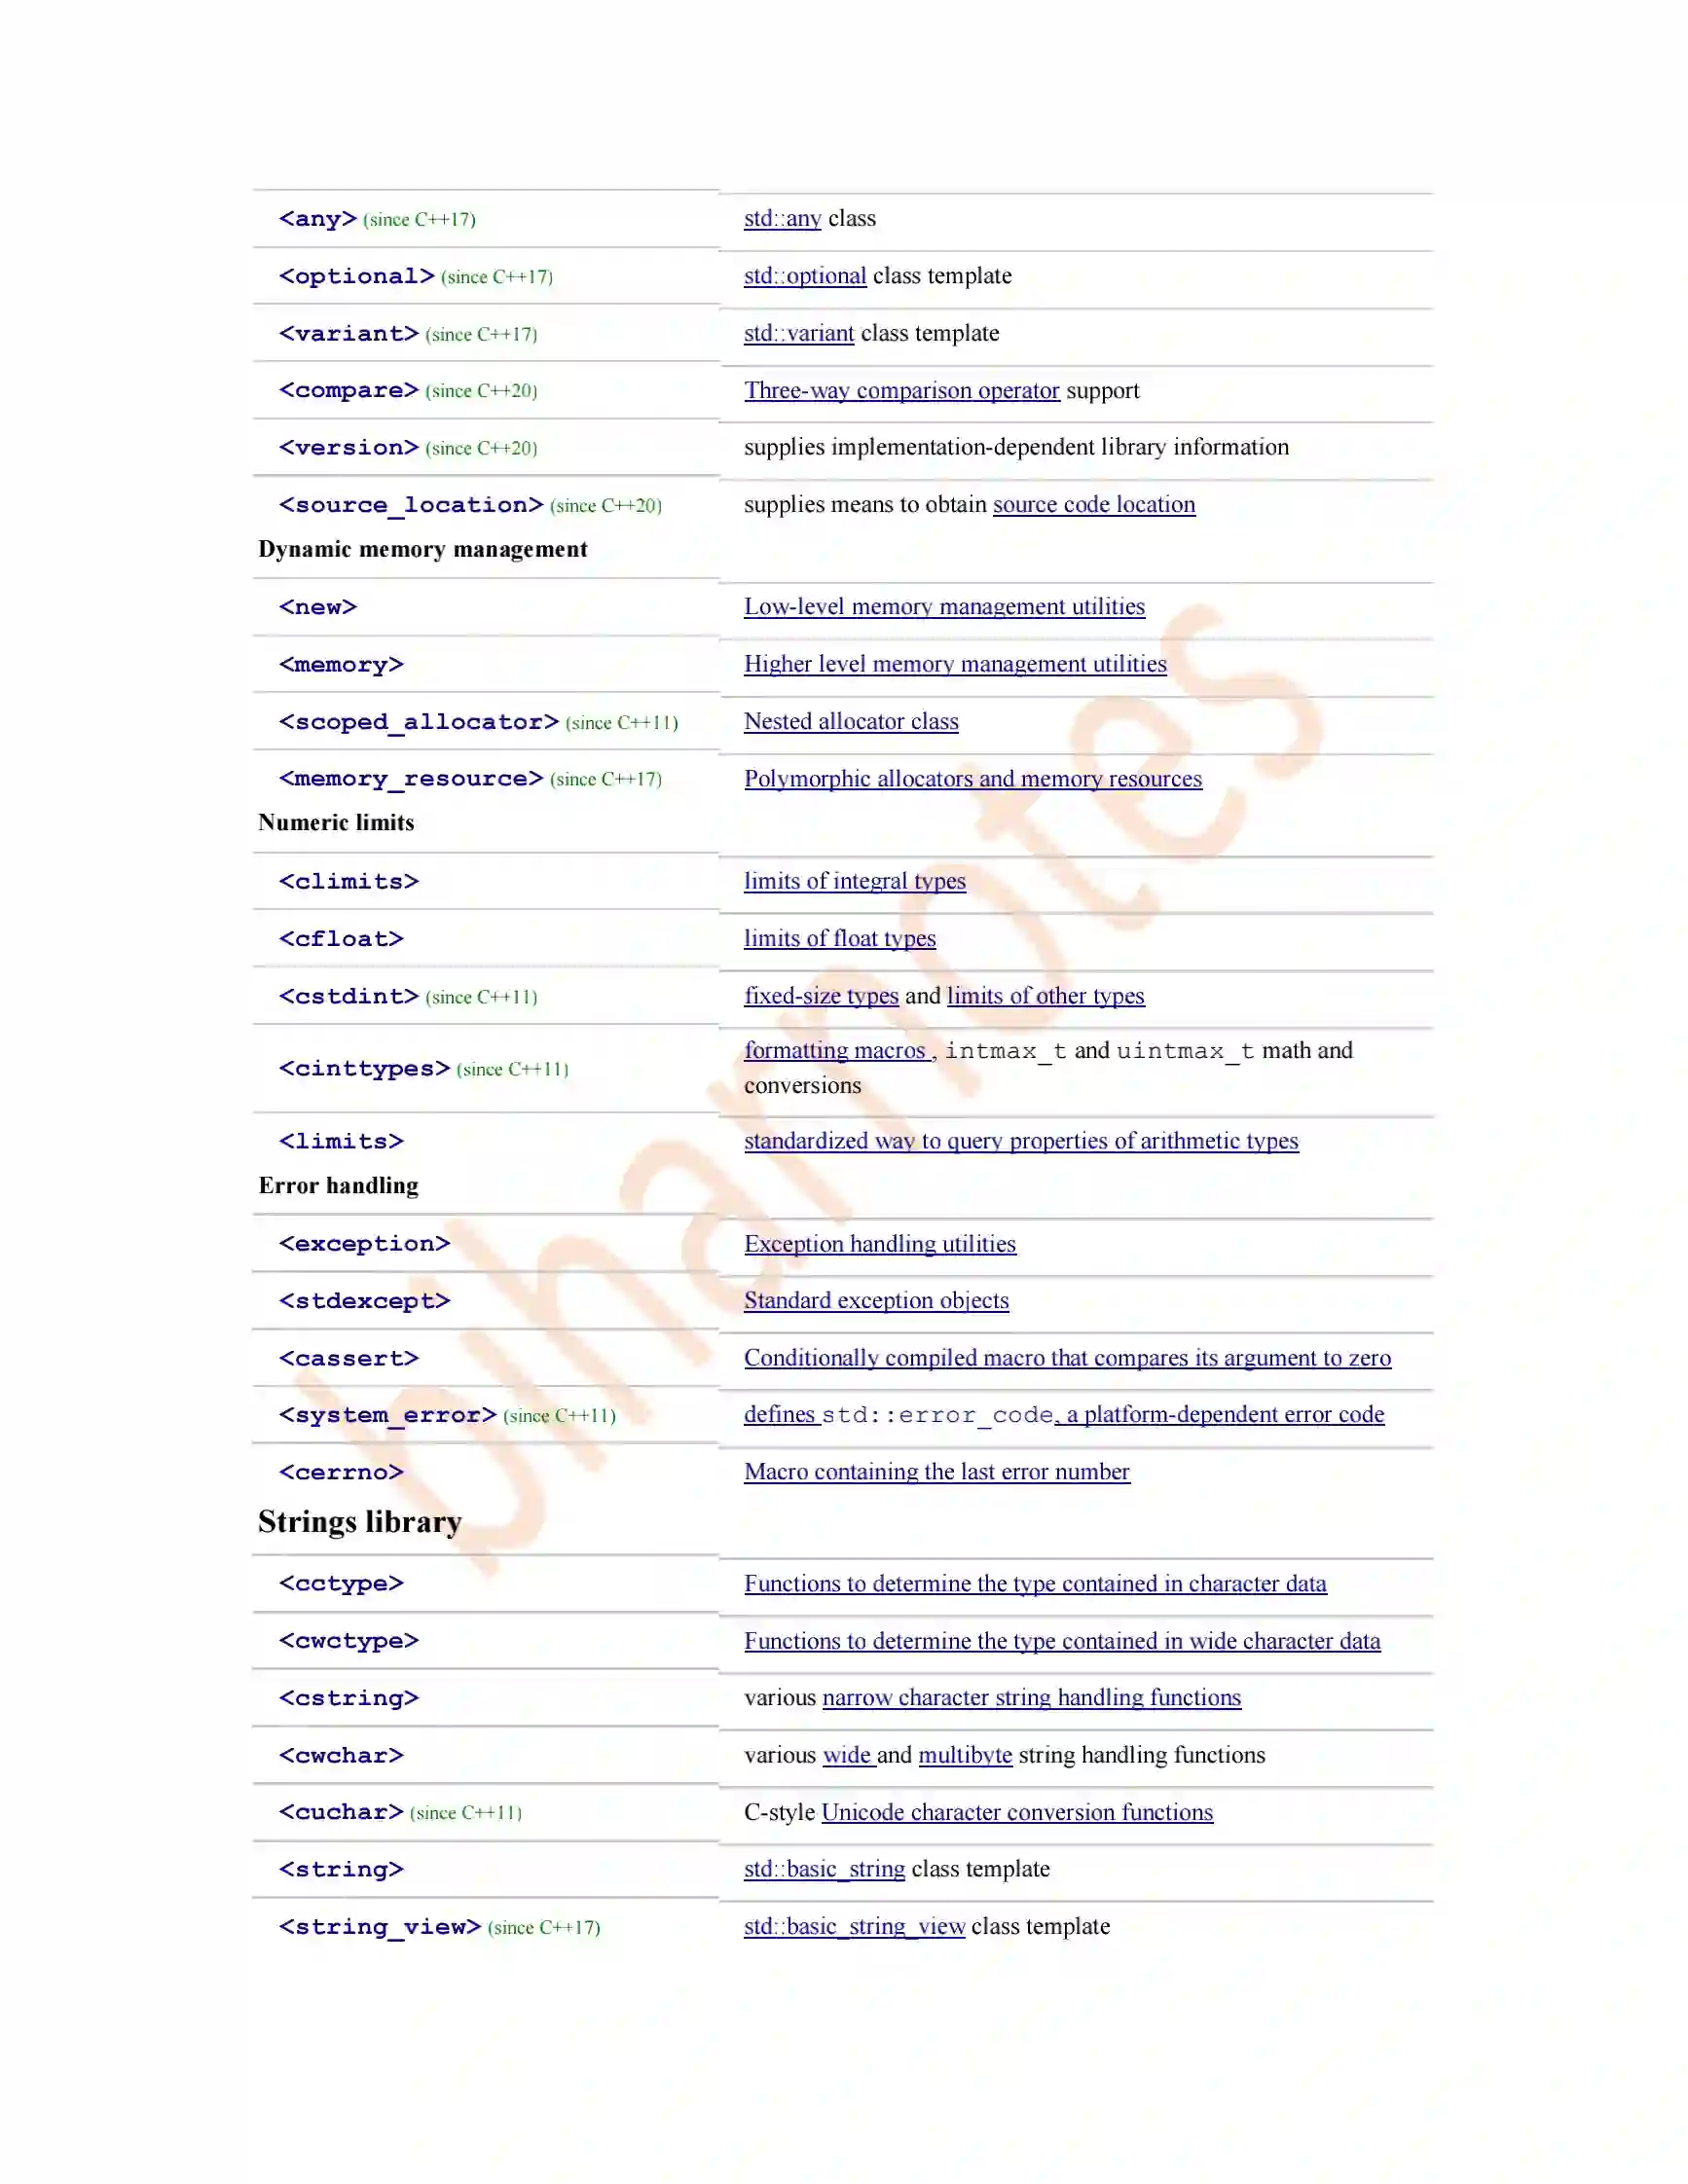 <any> (since C++17) std::any class
<optional> (since C++17) std::optional class template
<variant> (since C++17) std::variant class template
<compare> (since C++20) Three-way comparison operator support
<version> (since C++20) supplies implementation-dependent library information
<source_location> (since C++20) supplies means to obtain source code location
Dynamic memory management
<new> Low-level memory management utilities
<memory> Higher level memory management utilities
<scoped_allocator> (since C++11) Nested allocator class
<memory_resource> (since C++17) Polymorphic allocators and memory resources
Numeric limits
<climits> limits of integral types
<cfloat> limits of float types
<cstdint> (since C++11) fixed-size types and limits of other types
<cinttypes> (since C++11) formatting macros , intmax_t and uintmax_t math and
conversions
<limits> standardized way to query properties of arithmetic types
Error handling
<exception> Exception handling utilities
<stdexcept> Standard exception objects
<cassert> Conditionally compiled macro that compares its argument to zero
<system_error> (since C++11) defines std::error_code, a platform-dependent error code
<cerrno> Macro containing the last error number
Strings library
<cctype> Functions to determine the type contained in character data
<cwctype> Functions to determine the type contained in wide character data
<cstring> various narrow character string handling functions
<cwchar> various wide and multibyte string handling functions
<cuchar> (since C++11) C-style Unicode character conversion functions
<string> std::basic_string class template
<string_view> (since C++17) std::basic_string_view class template
bihamotes